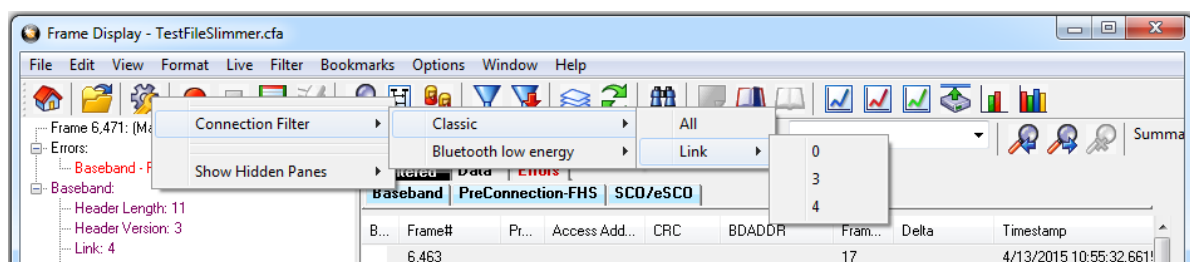 Frame Display - TestFileSlimmer.cfa
File Edit View Format Live Filter Bookmarks Options Window Help
Frame 6,471: (Ma
Connection Filter
Classic
All
Summa
Errors:
Bluetooth low energy
Link
0
Baseband - F
Show Hidden Panes
Data
Errors
3
Baseband:
Baseband PreConnection-FHS SCO/eSCO
4
Header Length: 11
Header Version: 3
B... Frame# Pr... Access Add... CRC BDADDR Fram... Delta Timestamp
Link: 4
6,463 17 4/13/2015 10:55:32.661